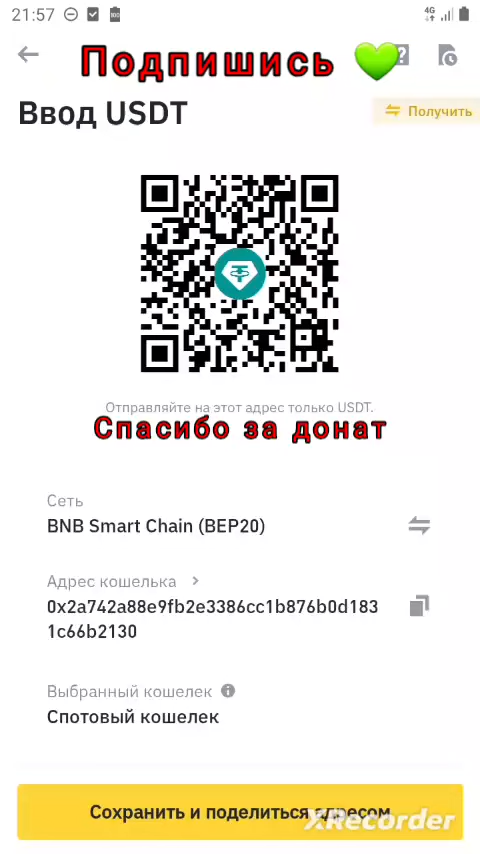 21:57
4G
Подпишись
Ввод USDT
Получить
Отправляйте на этот адрес только USDT.
Спасибо за донат
Сеть
BNB Smart Chain (BEP20)
Адрес кошелька
0x2a742a88e9fb2e3386cc1b876b0d183
1c66b2130
Выбранный кошелек
Спотовый кошелек
Сохранить и поделиться адресом
XRecorder